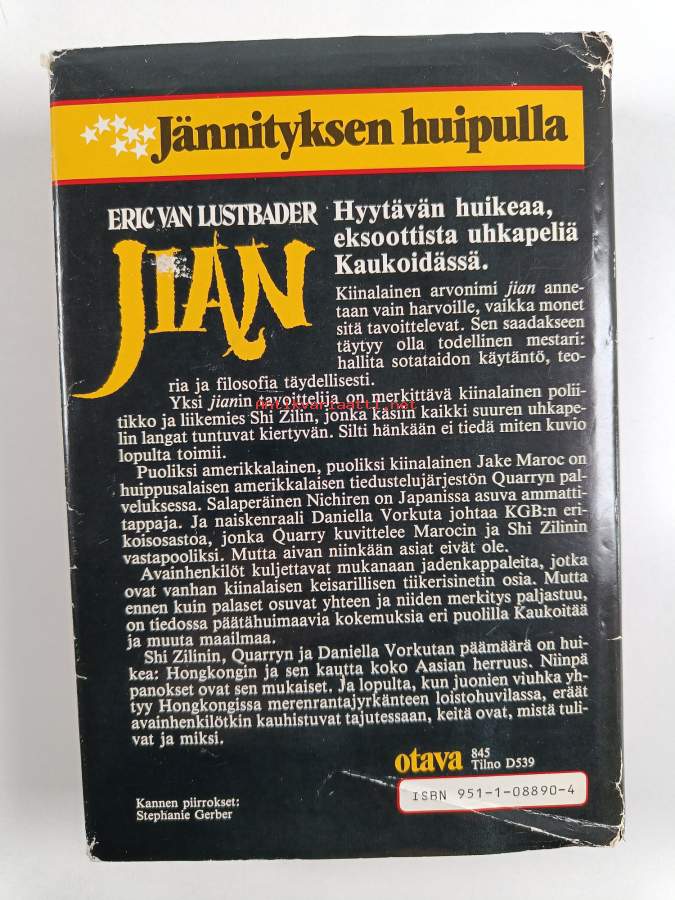 Jännityksen huipulla
ERIC VAN LUSTBADER
JIAN
Hyytävän huikeaa,
eksoottista uhkapeliä
Kaukoidässä.
Kiinalainen arvonimi jian anne-
taan vain harvoille, vaikka monet
sitä tavoittelevat. Sen saadakseen
täytyy olla todellinen mestari:
hallita sotataidon käytäntö, teo-
ria ja filosofia täydellisesti.
Yksi jianin tavoittelija on merkittävä kiinalainen polii-
tikko ja liikemies Shi Zilin, jonka käsiin kaikki suuren uhkape-
lin langat tuntuvat kiertyvän. Silti hänkään ei tiedä miten kuvio
lopulta toimii.
Puoliksi amerikkalainen, puoliksi kiinalainen Jake Maroc on
huippusalaisen amerikkalaisen tiedustelujärjestön Quarryn pal-
veluksessa. Salaperäinen Nichiren on Japanissa asuva ammatti-
tappaja. Ja naiskenraali Daniella Vorkuta johtaa KGB:n eri-
koisosastoa, jonka Quarry kuvittelee Marocin ja Shi Zilinin
vastapooliksi. Mutta aivan niinkään asiat eivät ole.
Avainhenkilöt kuljettavat mukanaan jadenkappaleita, jotka
ovat vanhan kiinalaisen keisarillisen tiikerisinetin osia. Mutta
ennen kuin palaset osuvat yhteen ja niiden merkitys paljastuu,
on tiedossa päätähuimaavia kokemuksia eri puolilla Kaukoitää
ja muuta maailmaa.
Shi Zilinin, Quarryn ja Daniella Vorkutan päämäärä on hui-
kea: Hongkongin ja sen kautta koko Aasian herruus. Niinpä
panokset ovat sen mukaiset. Ja lopulta, kun juonien viuhka yh-
tyy Hongkongissa merenrantajyrkänteen loistohuvilassa, eräät
avainhenkilötkin kauhistuvat tajutessaan, keitä ovat, mistä tuli-
vat ja miksi.
otava
845
Tilno D539
ISBN 951-1-08890-4
Kannen piirrokset:
Stephanie Gerber
antikvariaatti.net